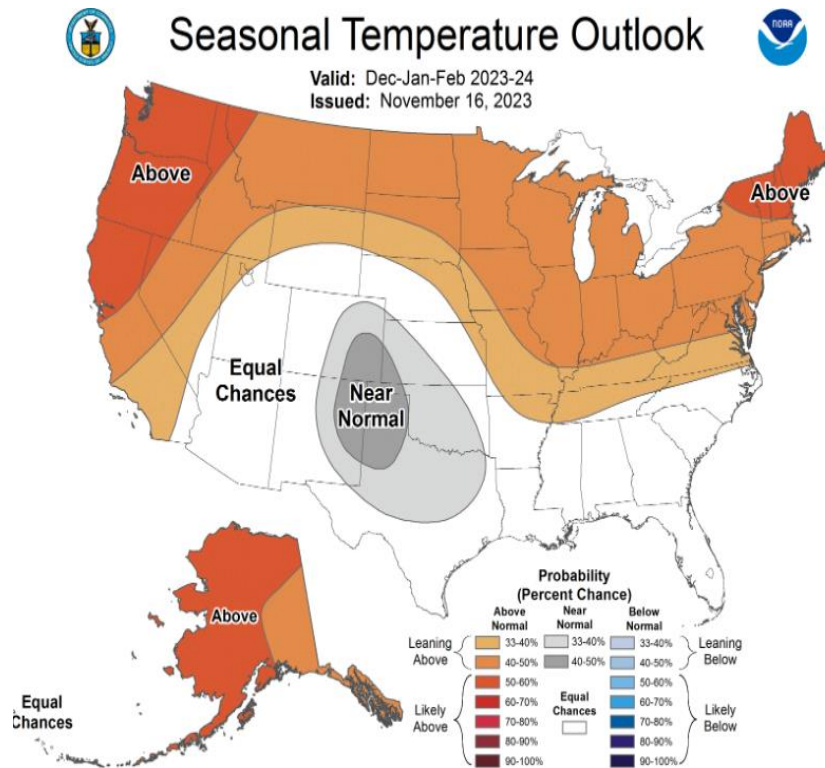 Seasonal Temperature Outlook
NOAA
Valid: Dec-Jan-Feb 2023-24
Issued: November 16, 2023
Above
Above
Equal
Chances
Near
Normal
Above
Equal
Chances
Probability
(Percent Chance)
Above
Normal
Near
Normal
Below
Normal
Leaning
Above
33-40%
40-50%
33-40%
40-50%
33-40%
40-50%
Leaning
Below
Likely
Above
50-60%
60-70%
70-80%
80-90%
90-100%
Equal
Chances
50-60%
60-70%
70-80%
80-90%
90-100%
Likely
Below